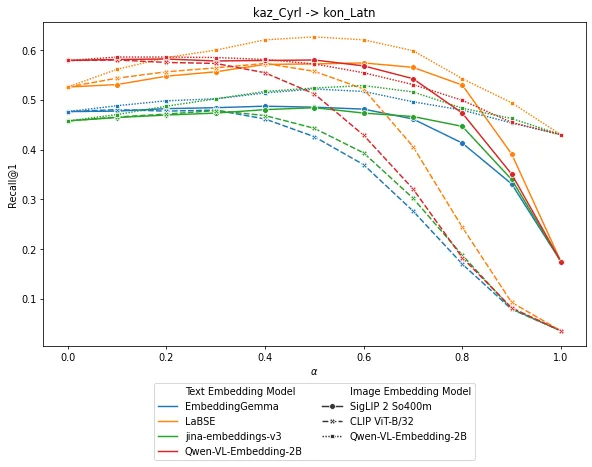 kaz_Cyrl -> kon_Latn
0.6
0.5
0.4
0.3
0.2
0.1
Recall@1
0.0 0.2 0.4 0.6 0.8 1.0
α
Text Embedding Model Image Embedding Model
EmbeddingGemma SigLIP 2 So400m
LaBSE CLIP ViT-B/32
jina-embeddings-v3 Qwen-VL-Embedding-2B
Qwen-VL-Embedding-2B